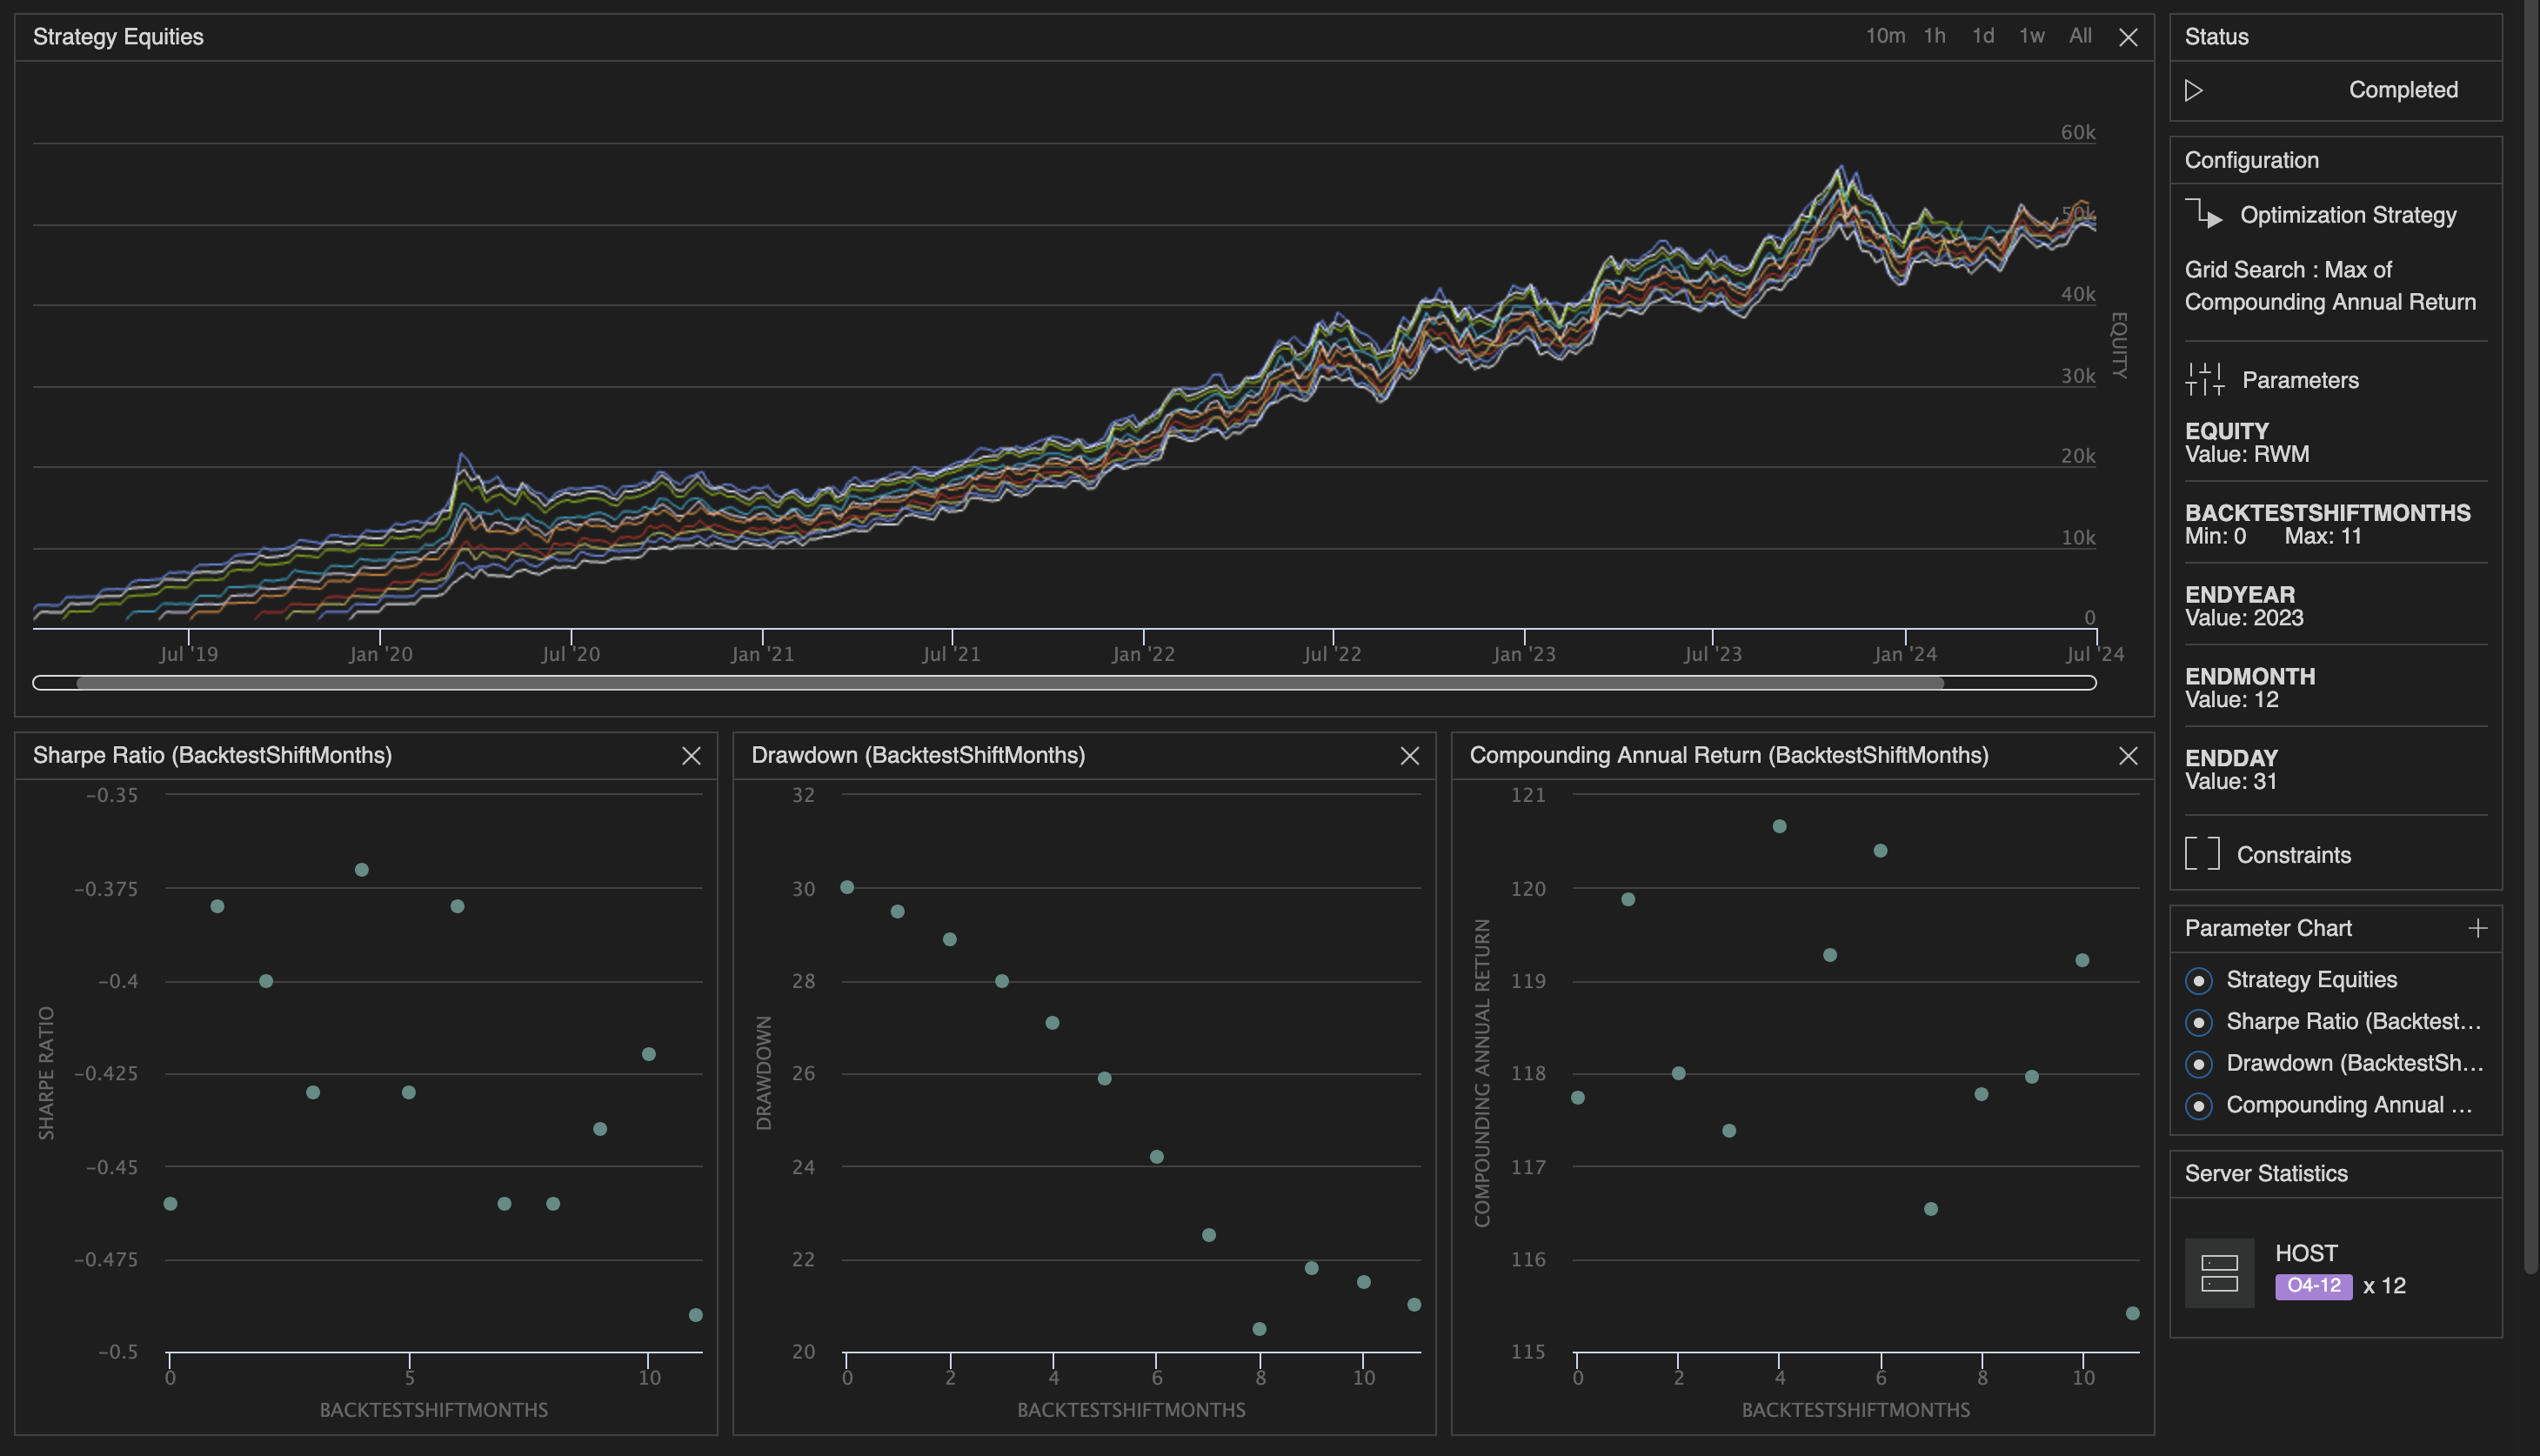 Strategy Equities
10m 1h 1d 1w All
60k
50k
40k
30k
20k
10k
0
EQUITY
Jul '19 Jan '20 Jul '20 Jan '21 Jul '21 Jan '22 Jul '22 Jan '23 Jul '23 Jan '24 Jul '24
Sharpe Ratio (BacktestShiftMonths)
−0.35
−0.375
−0.4
−0.425
−0.45
−0.475
−0.5
SHARPE RATIO
0 5 10
BACKTESTSHIFTMONTHS
Drawdown (BacktestShiftMonths)
32
30
28
26
24
22
20
DRAWDOWN
0 2 4 6 8 10
BACKTESTSHIFTMONTHS
Compounding Annual Return (BacktestShiftMonths)
121
120
119
118
117
116
115
COMPOUNDING ANNUAL RETURN
0 2 4 6 8 10
BACKTESTSHIFTMONTHS
Status
Completed
Configuration
Optimization Strategy
Grid Search : Max of
Compounding Annual Return
Parameters
EQUITY
Value: RWM
BACKTESTSHIFTMONTHS
Min: 0 Max: 11
ENDYEAR
Value: 2023
ENDMONTH
Value: 12
ENDDAY
Value: 31
Constraints
Parameter Chart
Strategy Equities
Sharpe Ratio (Backtest...
Drawdown (BacktestSh...
Compounding Annual ...
Server Statistics
HOST
O4-12 x 12